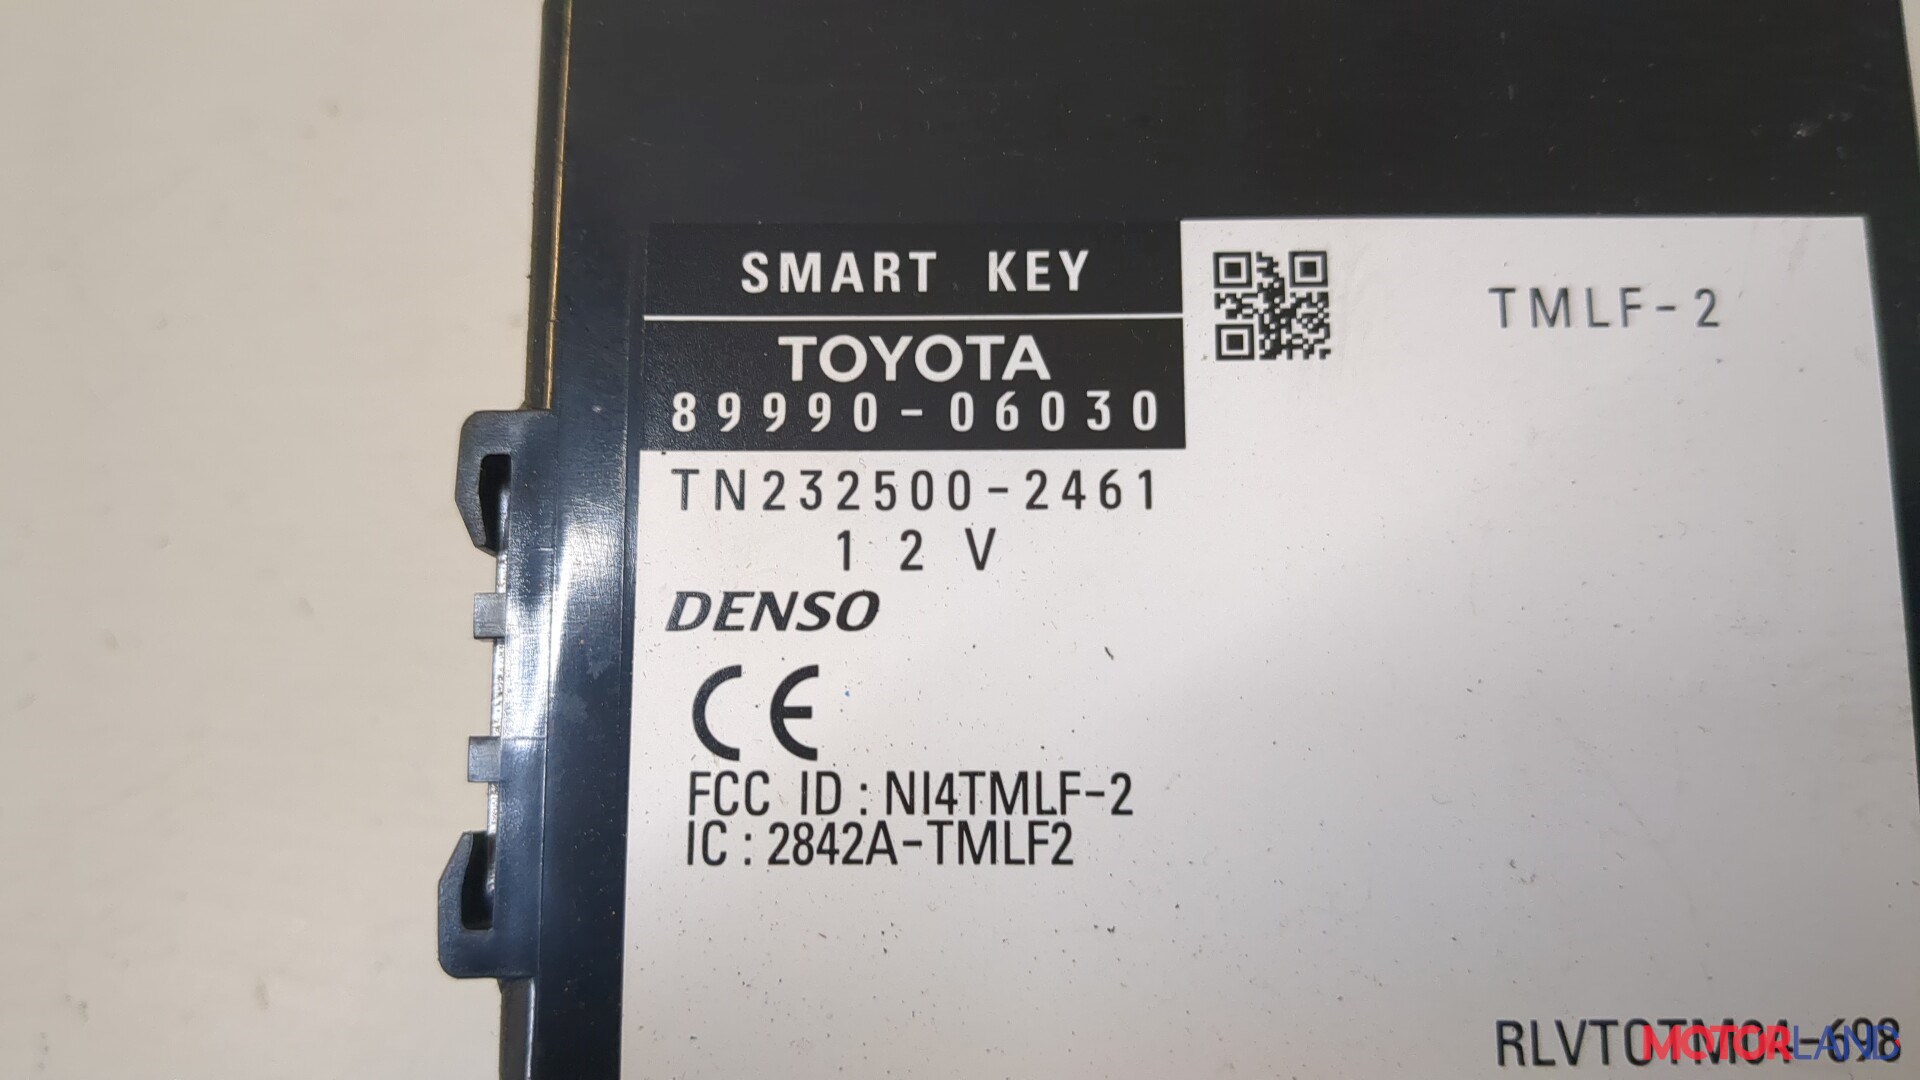 SMART KEY
TOYOTA
89990-06030
TMLF-2
TN232500-2461
12V
DENSO
CE
FCC ID : NI4TMLF-2
IC : 2842A-TMLF2
MOTORLAND